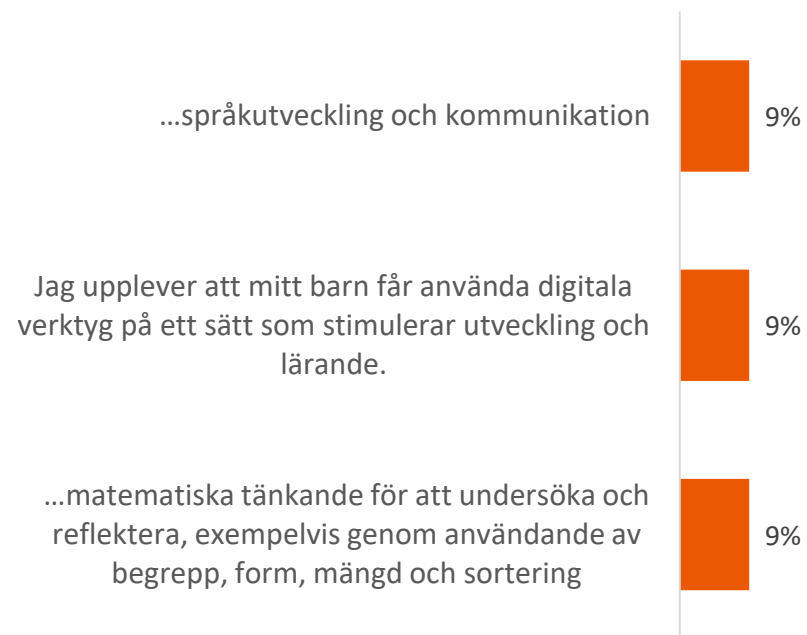 ...språkutveckling och kommunikation
9%
Jag upplever att mitt barn får använda digitala
verktyg på ett sätt som stimulerar utveckling och
lärande.
9%
...matematiska tänkande för att undersöka och
reflektera, exempelvis genom användande av
begrepp, form, mängd och sortering
9%